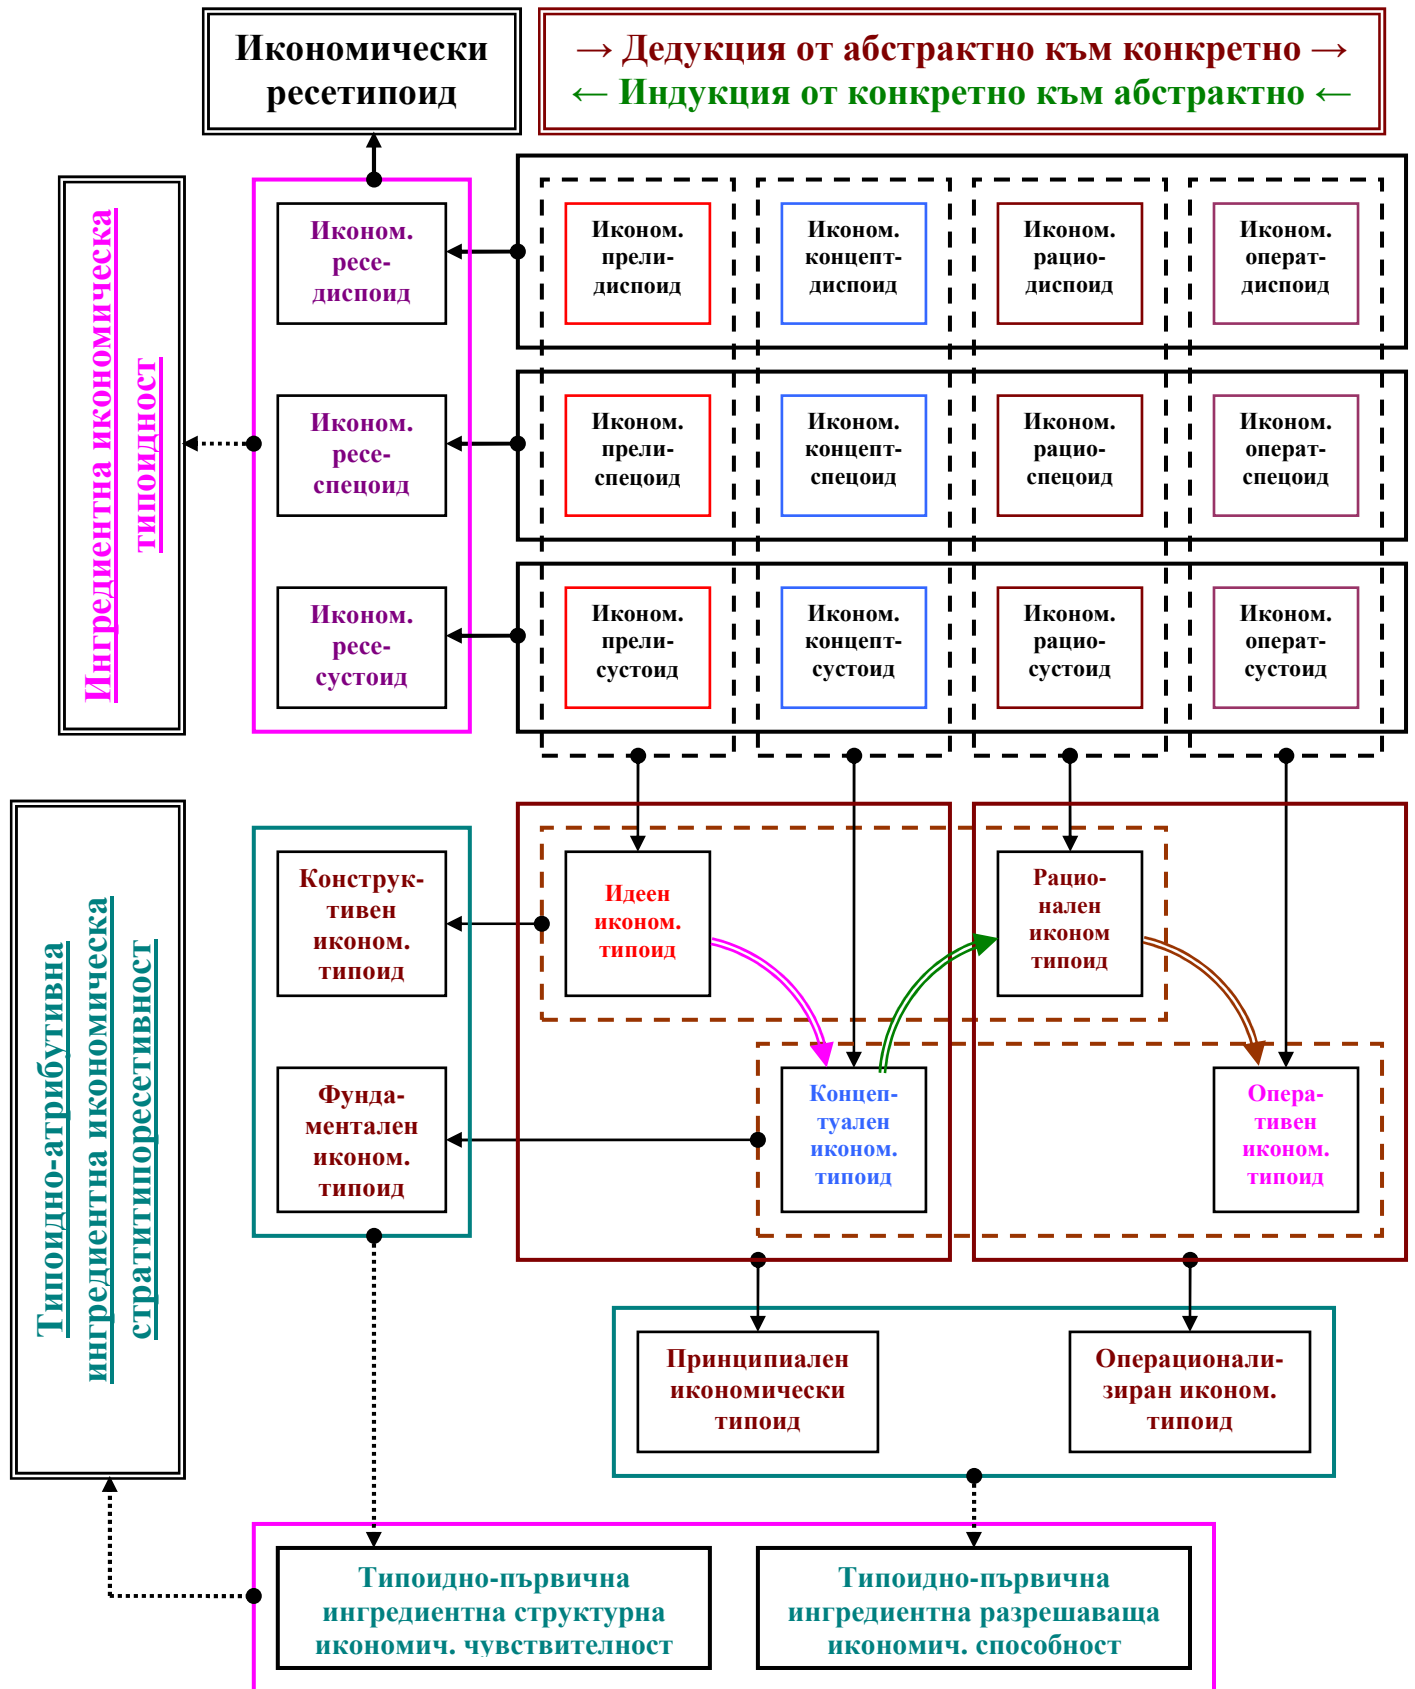 Икономически
ресетипоид
→ Дедукция от абстрактно към конкретно →
← Индукция от конкретно към абстрактно ←
Ингредиентна икономическа
типоидност
Иконом.
ресе-
диспоид
Иконом.
прели-
диспоид
Иконом.
концепт-
диспоид
Иконом.
рацио-
диспоид
Иконом.
операт-
диспоид
Иконом.
ресе-
спецоид
Иконом.
прели-
спецоид
Иконом.
концепт-
спецоид
Иконом.
рацио-
спецоид
Иконом.
операт-
спецоид
Иконом.
ресе-
сустоид
Иконом.
прели-
сустоид
Иконом.
концепт-
сустоид
Иконом.
рацио-
сустоид
Иконом.
операт-
сустоид
Типоидно-атрибутивна
ингредиентна икономическа
стратипоресетивност
Конструк-
тивен
иконом.
типоид
Идеен
иконом.
типоид
Рацио-
нален
иконом
типоид
Фунда-
ментален
иконом.
типоид
Концеп-
туален
иконом.
типоид
Опера-
тивен
иконом.
типоид
Принципиален
икономически
типоид
Операционали-
зиран иконом.
типоид
Типоидно-първична
ингредиентна структурна
икономич. чувствителност
Типоидно-първична
ингредиентна разрешаваща
икономич. способност